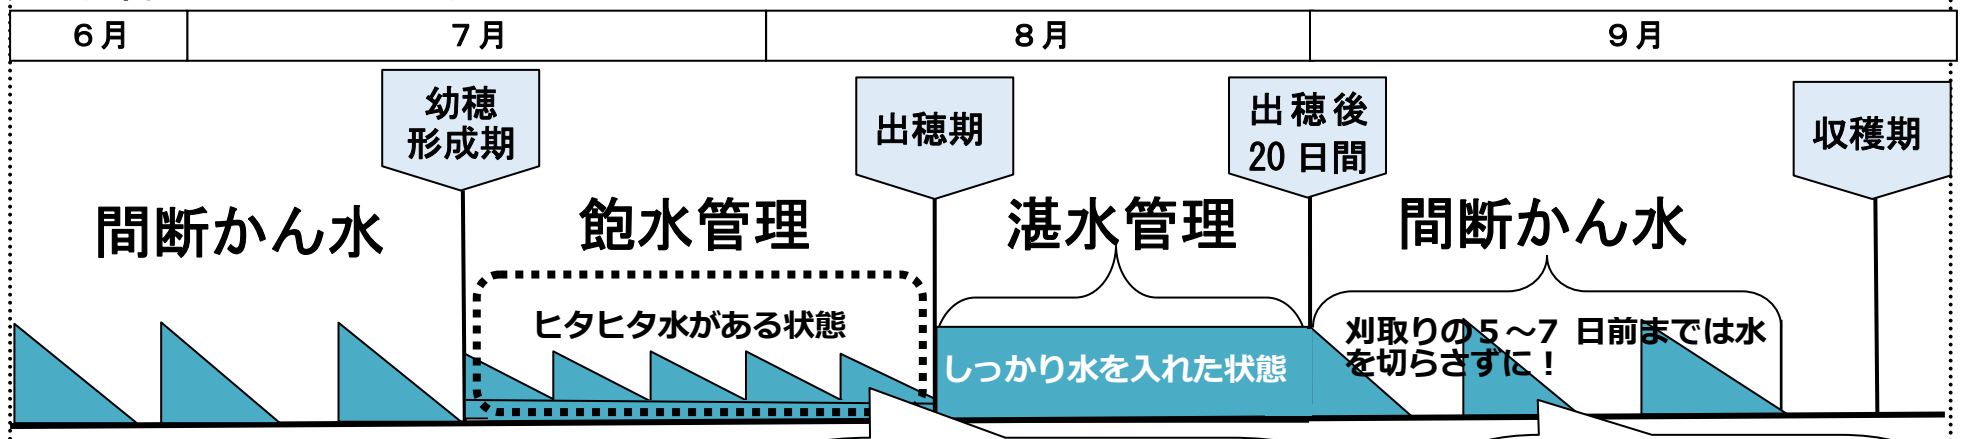 6月 7月 8月 9月
幼穂
形成期
出穂期
出穂後
20日間
収穫期
間断かん水
飽水管理
湛水管理
間断かん水
ヒタヒタ水がある状態
しっかり水を入れた状態
刈取りの5～7 日前までは水
を切らさずに！